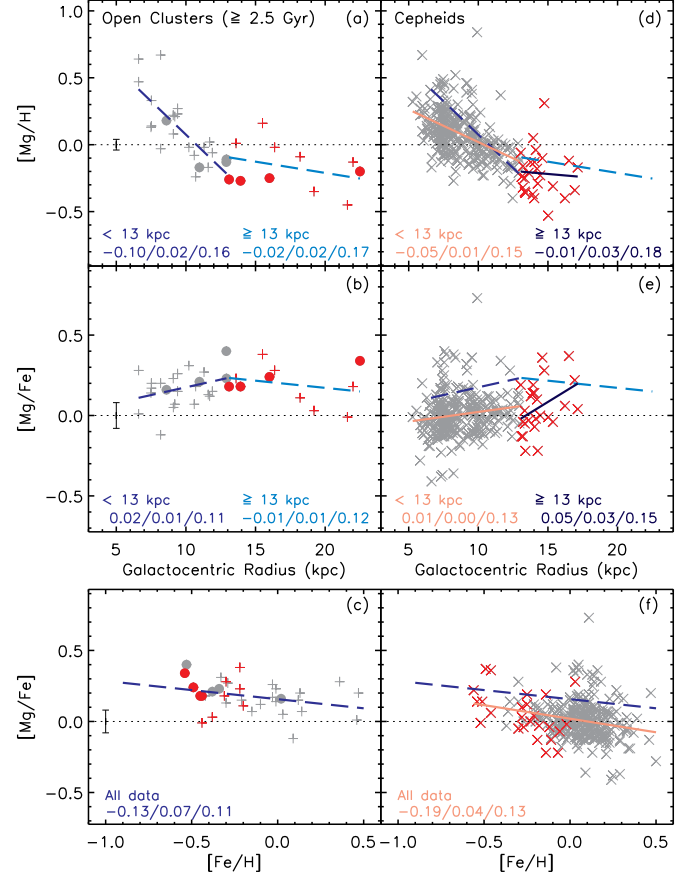 Open Clusters (≧ 2.5 Gyr) (a)
Cepheids (d)
1.0
0.5
0.0
−0.5
[Mg/H]
< 13 kpc ≧ 13 kpc
−0.10/0.02/0.16 −0.02/0.02/0.17
< 13 kpc ≧ 13 kpc
−0.05/0.01/0.15 −0.01/0.03/0.18
(b)
(e)
0.5
0.0
−0.5
[Mg/Fe]
< 13 kpc ≧ 13 kpc
0.02/0.01/0.11 −0.01/0.01/0.12
< 13 kpc ≧ 13 kpc
0.01/0.00/0.13 0.05/0.03/0.15
5 10 15 20
5 10 15 20
Galactocentric Radius (kpc)
Galactocentric Radius (kpc)
(c)
(f)
0.5
0.0
−0.5
[Mg/Fe]
All data
−0.13/0.07/0.11
All data
−0.19/0.04/0.13
−1.0 −0.5 0.0 0.5
−1.0 −0.5 0.0 0.5
[Fe/H]
[Fe/H]